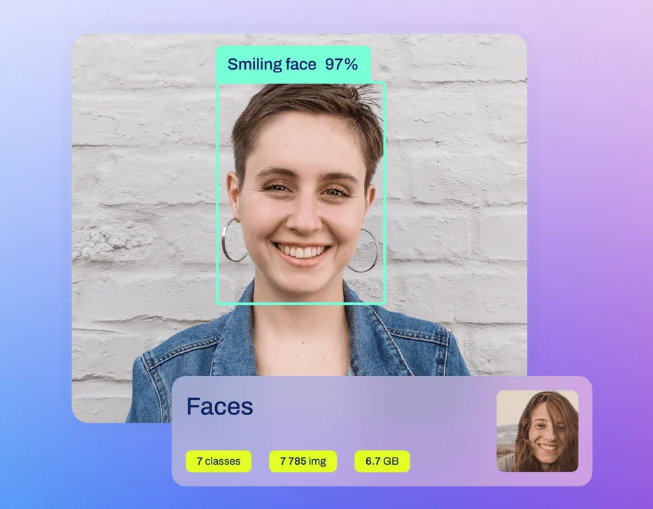 Smiling face 97%
Faces
7 classes 7 785 img 6.7 GB